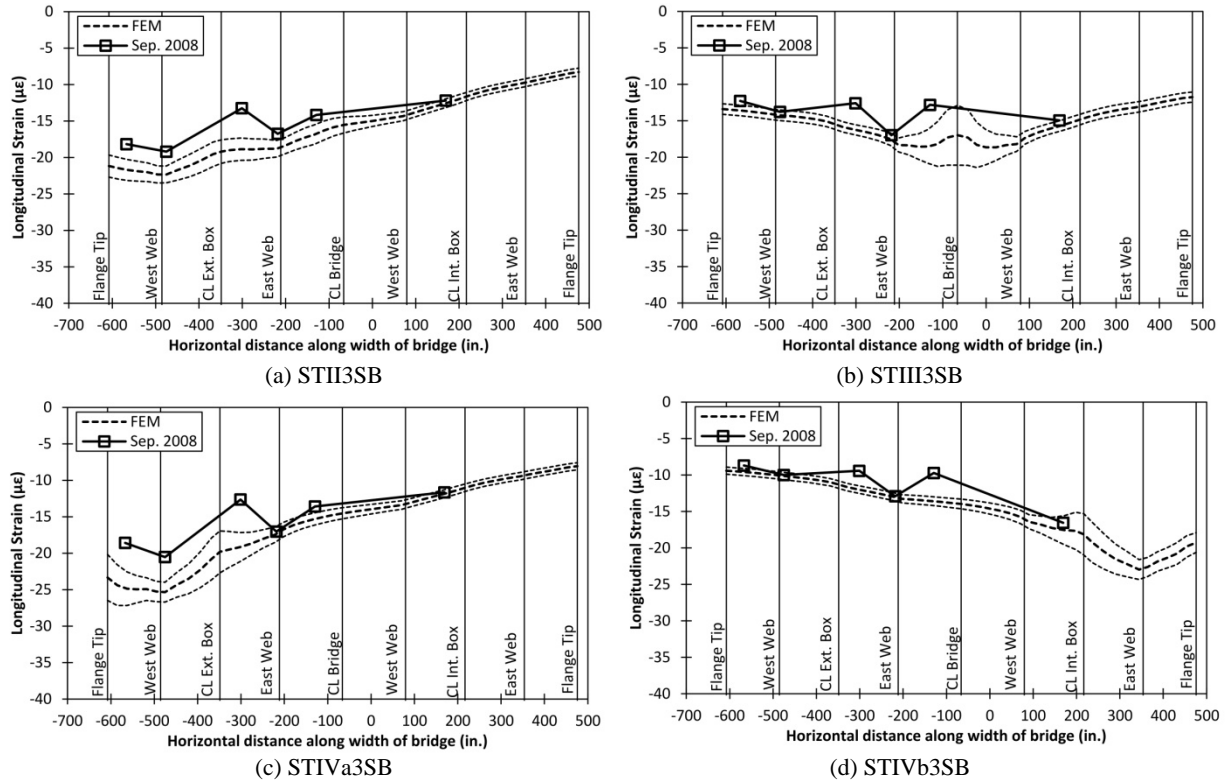 FEM
Sep. 2008
Longitudinal Strain (µε)
0
-5
-10
-15
-20
-25
-30
-35
-40
Flange Tip
West Web
CL Ext. Box
East Web
CL Bridge
West Web
CL Int. Box
East Web
Flange Tip
-700 -600 -500 -400 -300 -200 -100 0 100 200 300 400 500
Horizontal distance along width of bridge (in.)
(a) STII3SB
FEM
Sep. 2008
Longitudinal Strain (µε)
0
-5
-10
-15
-20
-25
-30
-35
-40
Flange Tip
West Web
CL Ext. Box
East Web
CL Bridge
West Web
CL Int. Box
East Web
Flange Tip
-700 -600 -500 -400 -300 -200 -100 0 100 200 300 400 500
Horizontal distance along width of bridge (in.)
(b) STIII3SB
FEM
Sep. 2008
Longitudinal Strain (µε)
0
-5
-10
-15
-20
-25
-30
-35
-40
Flange Tip
West Web
CL Ext. Box
East Web
CL Bridge
West Web
CL Int. Box
East Web
Flange Tip
-700 -600 -500 -400 -300 -200 -100 0 100 200 300 400 500
Horizontal distance along width of bridge (in.)
(c) STIVa3SB
FEM
Sep. 2008
Longitudinal Strain (µε)
0
-5
-10
-15
-20
-25
-30
-35
-40
Flange Tip
West Web
CL Ext. Box
East Web
CL Bridge
West Web
CL Int. Box
East Web
Flange Tip
-700 -600 -500 -400 -300 -200 -100 0 100 200 300 400 500
Horizontal distance along width of bridge (in.)
(d) STIVb3SB